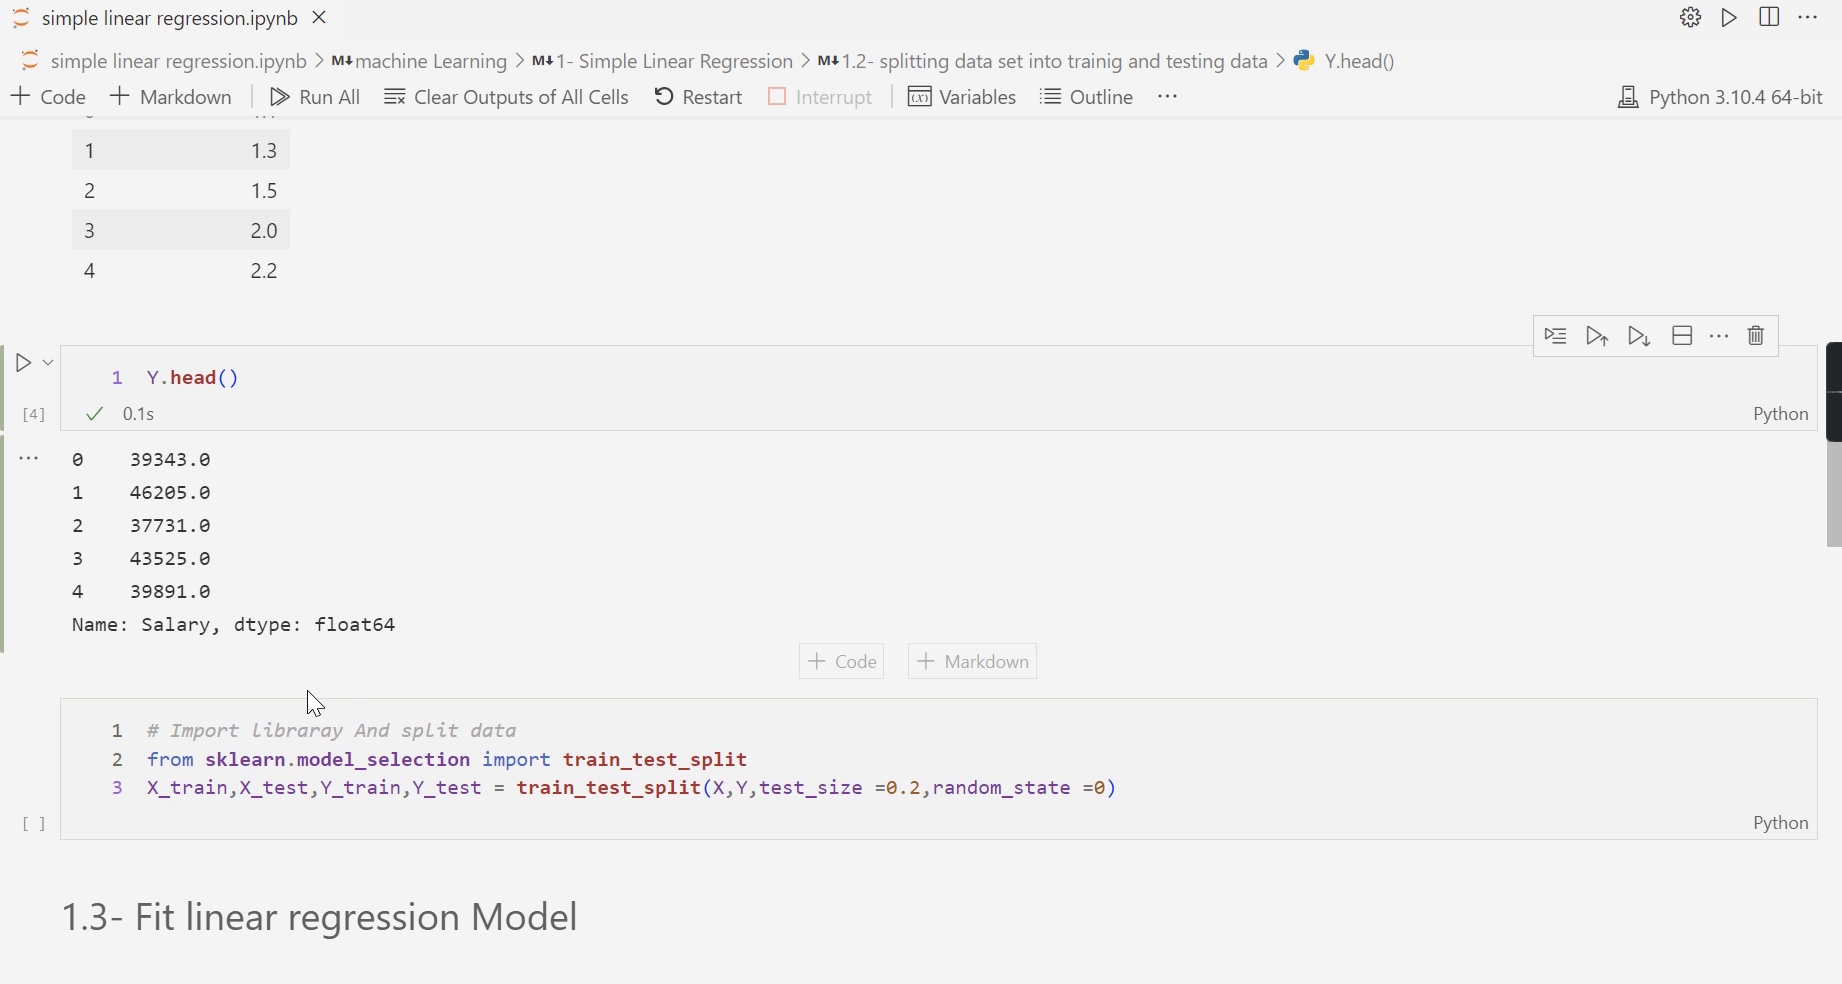 simple linear regression.ipynb
simple linear regression.ipynb > M↓ machine Learning > M↓ 1- Simple Linear Regression > M↓ 1.2- splitting data set into trainig and testing data > Y.head()
+ Code + Markdown Run All Clear Outputs of All Cells Restart Interrupt Variables Outline ... Python 3.10.4 64-bit
1 1.3
2 1.5
3 2.0
4 2.2
1 Y.head()
[4] 0.1s Python
0 39343.0
1 46205.0
2 37731.0
3 43525.0
4 39891.0
Name: Salary, dtype: float64
+ Code + Markdown
1 # Import libraray And split data
2 from sklearn.model_selection import train_test_split
3 X_train,X_test,Y_train,Y_test = train_test_split(X,Y,test_size =0.2,random_state =0)
[ ] Python
1.3- Fit linear regression Model